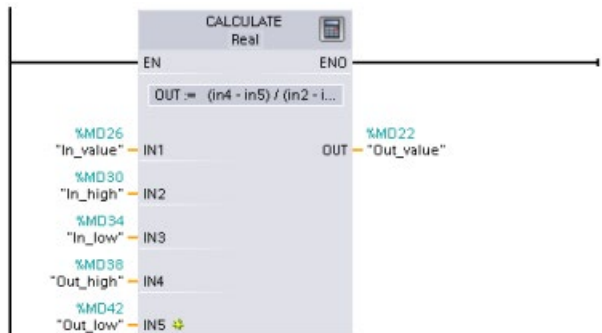 CALCULATE
Real
EN ENO
OUT := (in4 - in5) / (in2 - i...
%MD26 %MD22
"In_value" IN1 OUT "Out_value"
%MD30
"In_high" IN2
%MD34
"In_low" IN3
%MD38
"Out_high" IN4
%MD42
"Out_low" IN5